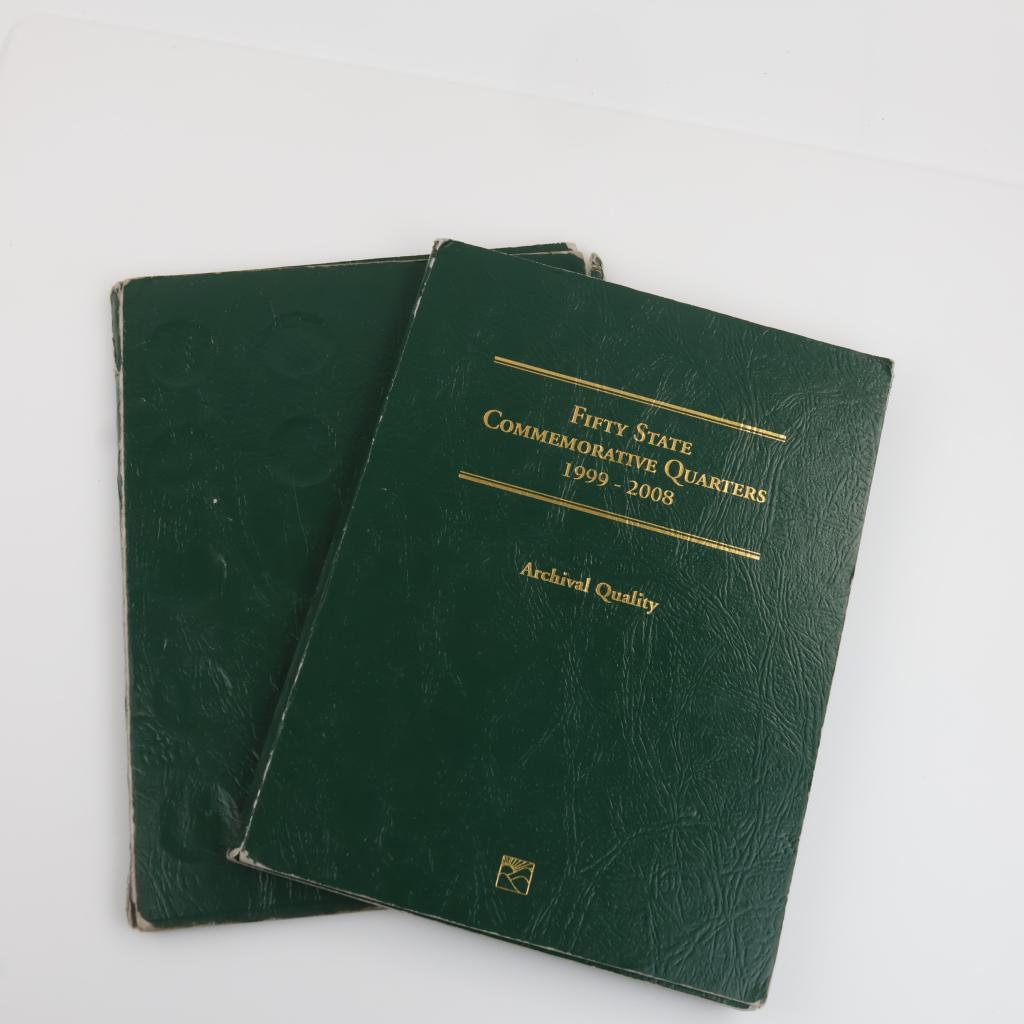 Fifty State
Commemorative Quarters
1999 - 2008
Archival Quality